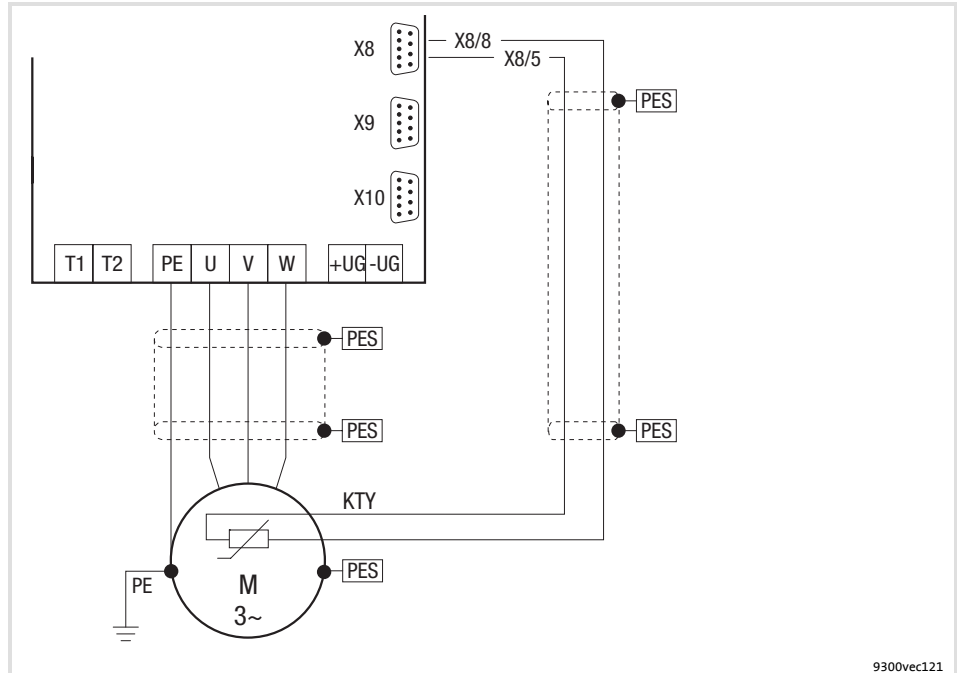 X8 X8/8
X8/5
PES
X9
X10
T1 T2 PE U V W +UG -UG
PES
PES PES
KTY
PE M PES
3~
9300vec121